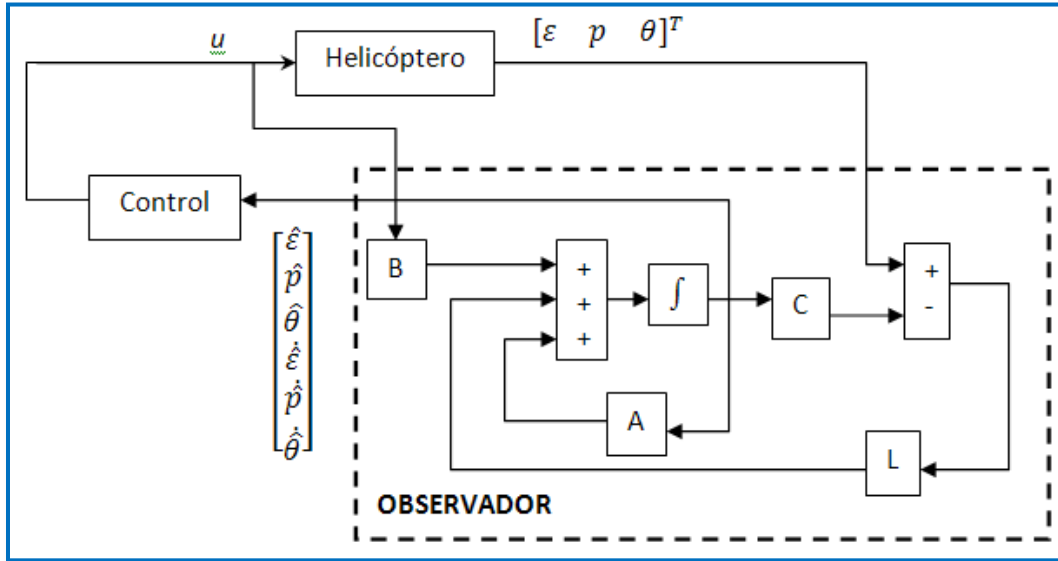 u
Helicóptero
[ε p θ]^T
Control
[ε̂
p̂
θ̂
ε̂̇
p̂̇
θ̂̇]
B
+
+
+
∫
C
+
-
A
L
OBSERVADOR